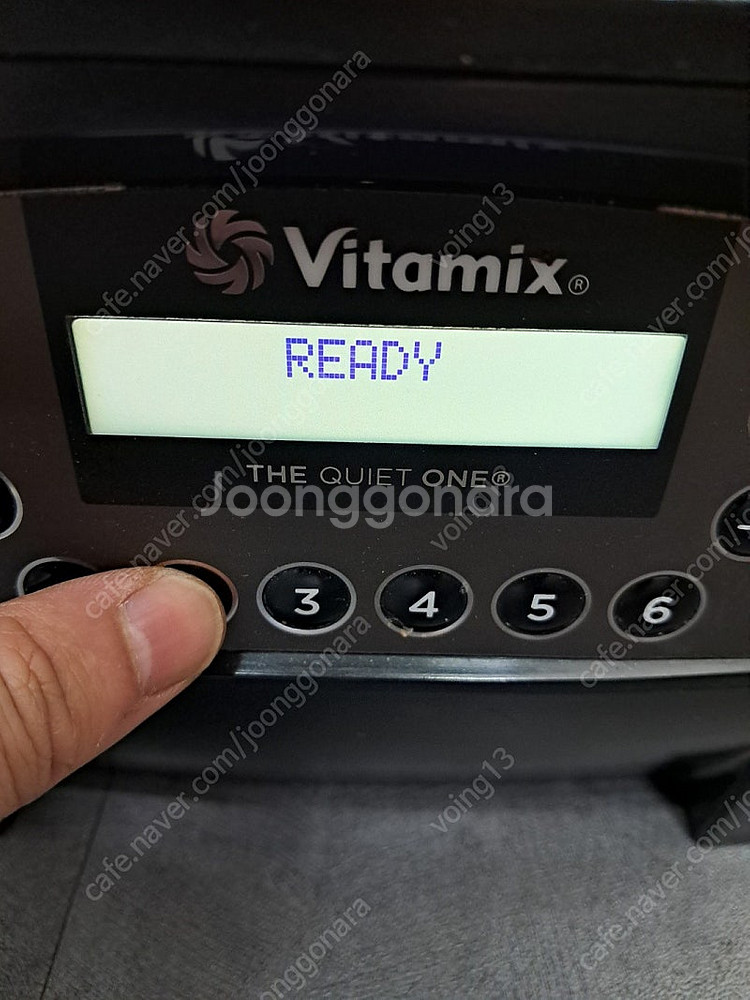 Vitamix®
READY
THE QUIET ONE®
Joonggonara
3 4 5 6
cafe.naver.com/joonggonara
voing13